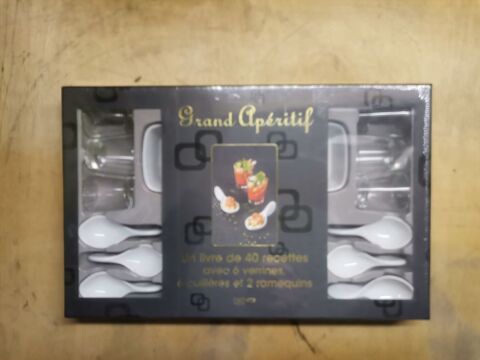 Grand Apéritif
Un livre de 40 recettes
avec 6 verrines,
6 cuillères et 2 ramequins